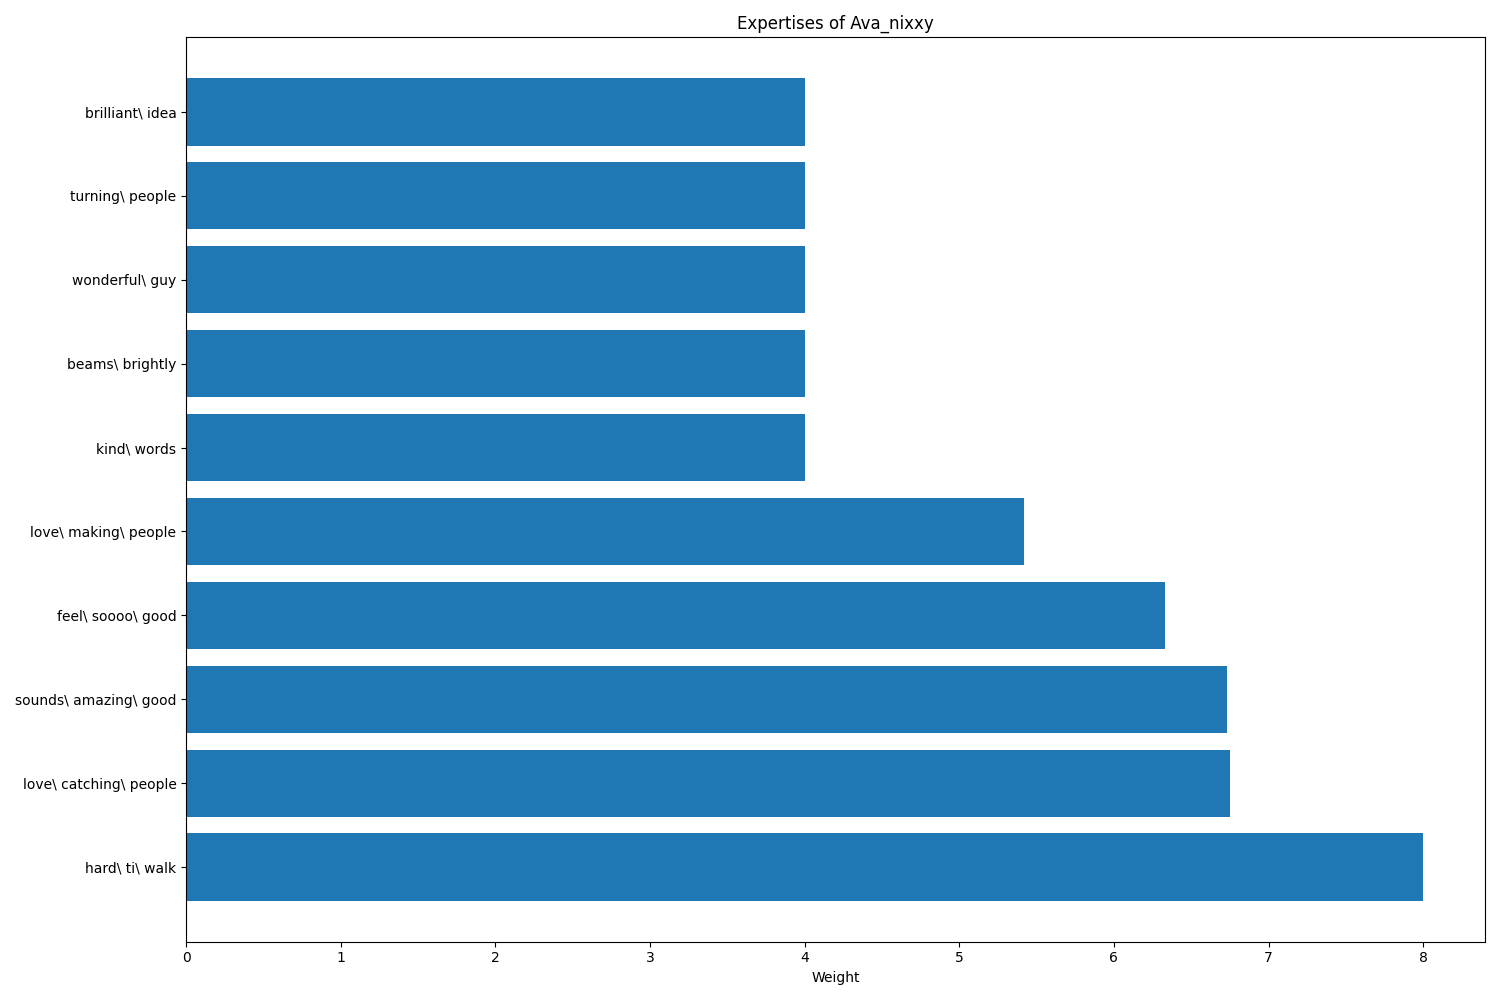 Expertises of Ava_nixxy
brilliant\ idea
turning\ people
wonderful\ guy
beams\ brightly
kind\ words
love\ making\ people
feel\ soooo\ good
sounds\ amazing\ good
love\ catching\ people
hard\ ti\ walk
0 1 2 3 4 5 6 7 8
Weight